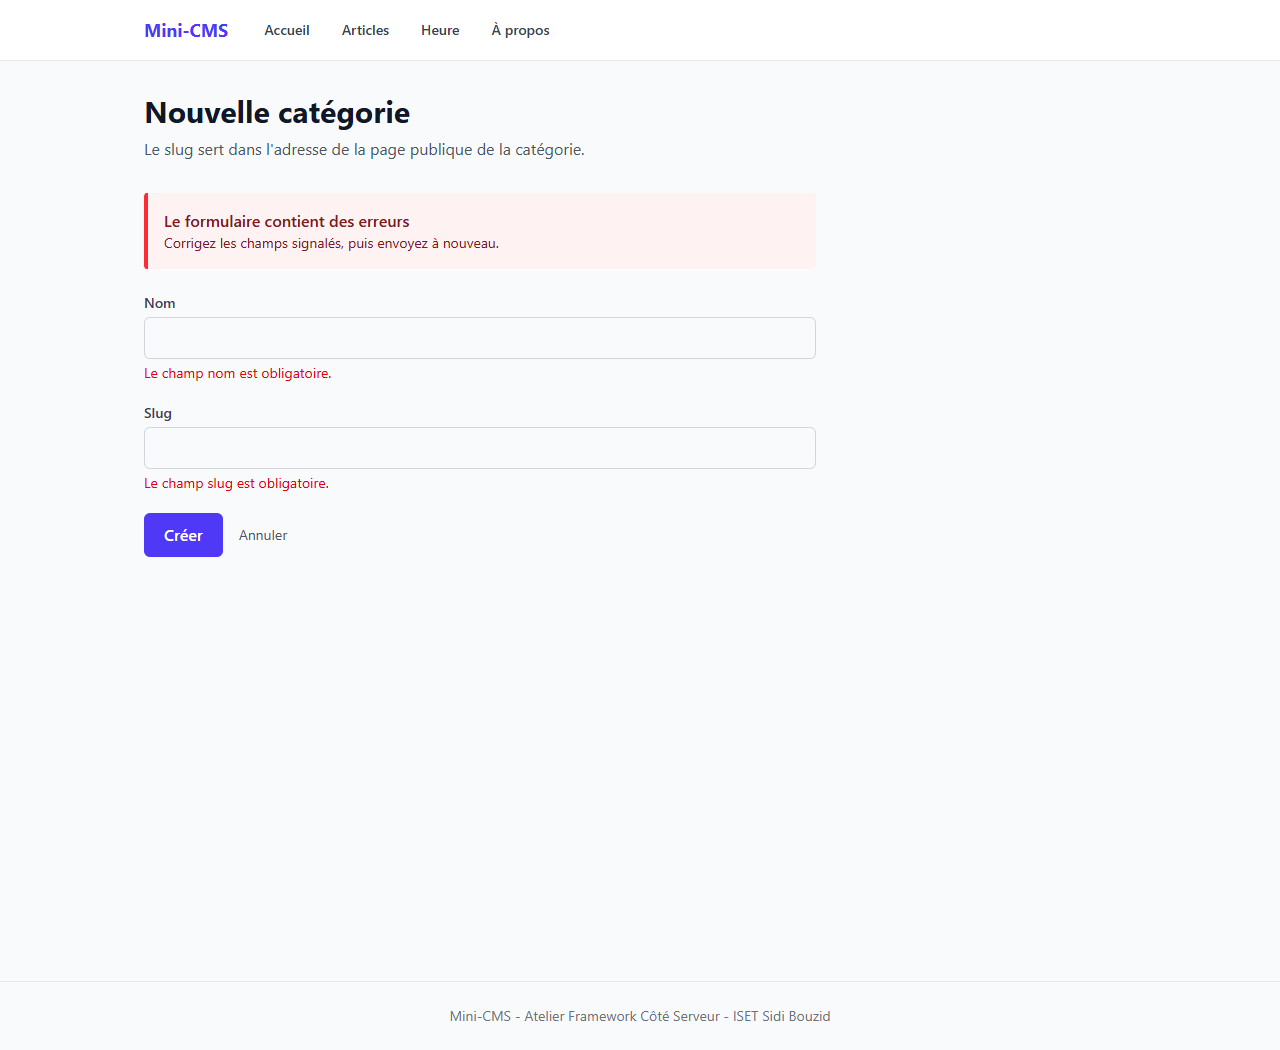 Mini-CMS Accueil Articles Heure À propos
Nouvelle catégorie
Le slug sert dans l'adresse de la page publique de la catégorie.
Le formulaire contient des erreurs
Corrigez les champs signalés, puis envoyez à nouveau.
Nom
Le champ nom est obligatoire.
Slug
Le champ slug est obligatoire.
Créer Annuler
Mini-CMS - Atelier Framework Côté Serveur - ISET Sidi Bouzid